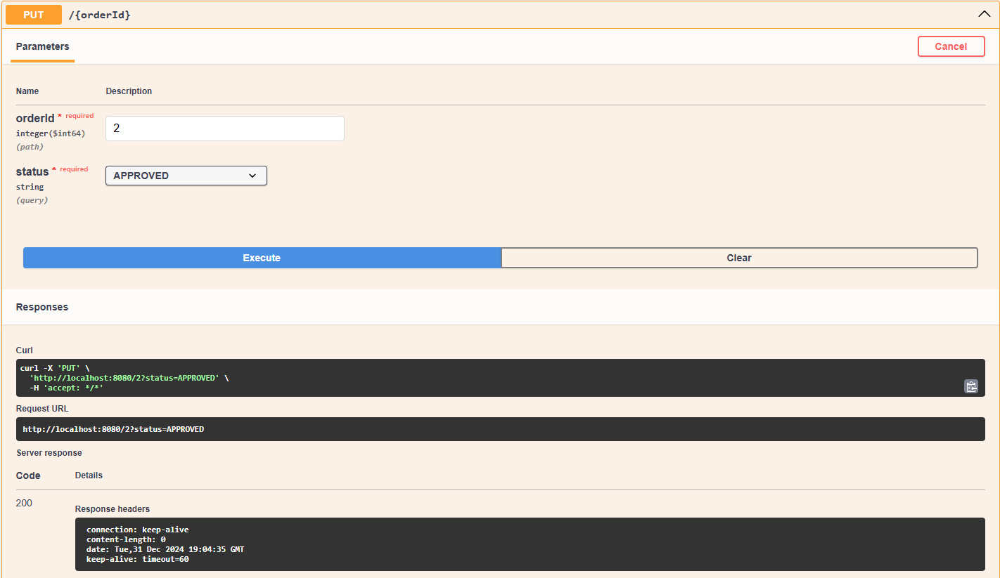 PUT /{orderId}
Parameters
Cancel
Name Description
orderId * required
integer($int64)
(path)
2
status * required
string
(query)
APPROVED
Execute Clear
Responses
Curl
curl -X 'PUT' \
'http://localhost:8080/2?status=APPROVED' \
-H 'accept: */*'
Request URL
http://localhost:8080/2?status=APPROVED
Server response
Code Details
200
Response headers
connection: keep-alive
content-length: 0
date: Tue,31 Dec 2024 19:04:35 GMT
keep-alive: timeout=60